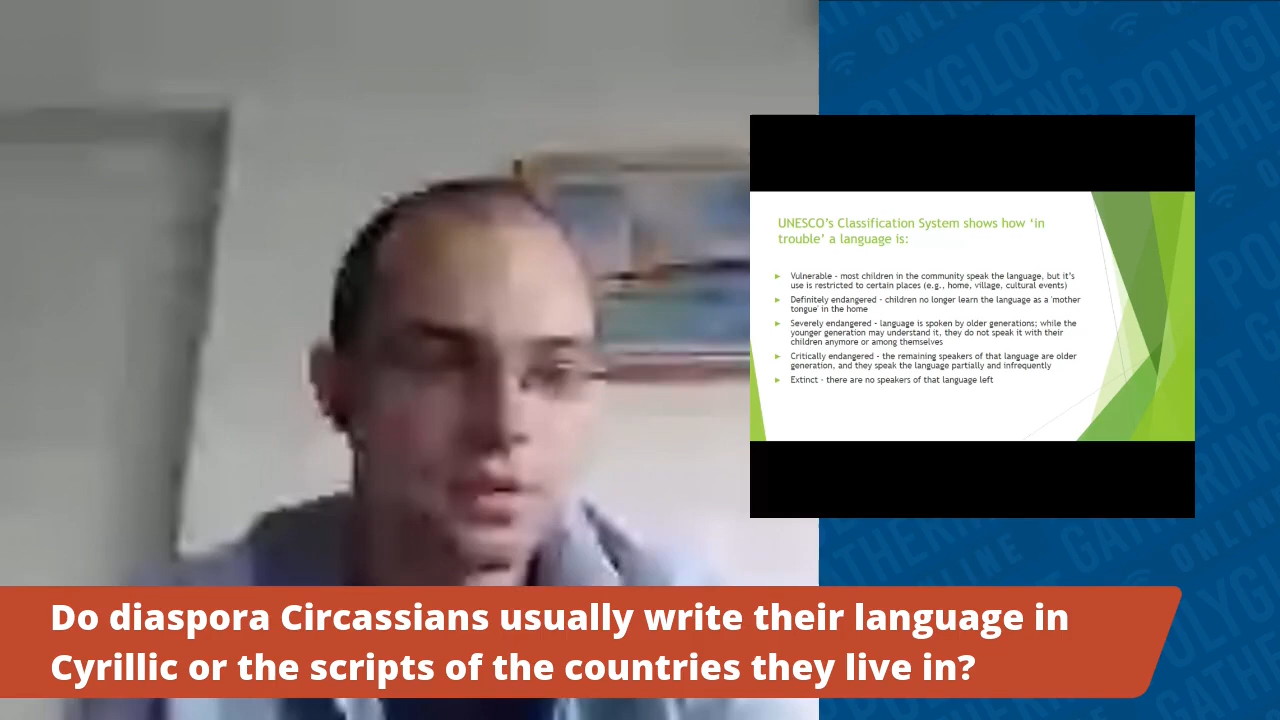 POLYGLOT
GATHERING
ONLINE
UNESCO's Classification System shows how ‘in
trouble’ a language is:
Vulnerable - most children in the community speak the language, but it’s
use is restricted to certain places (e.g., home, village, cultural events)
Definitely endangered - children no longer learn the language as a 'mother
tongue' in the home
Severely endangered - language is spoken by older generations; while the
younger generation may understand it, they do not speak it with their
children anymore or among themselves
Critically endangered - the remaining speakers of that language are older
generation, and they speak the language partially and infrequently
Extinct - there are no speakers of that language left
GATHERING
ONLINE
Do diaspora Circassians usually write their language in
Cyrillic or the scripts of the countries they live in?